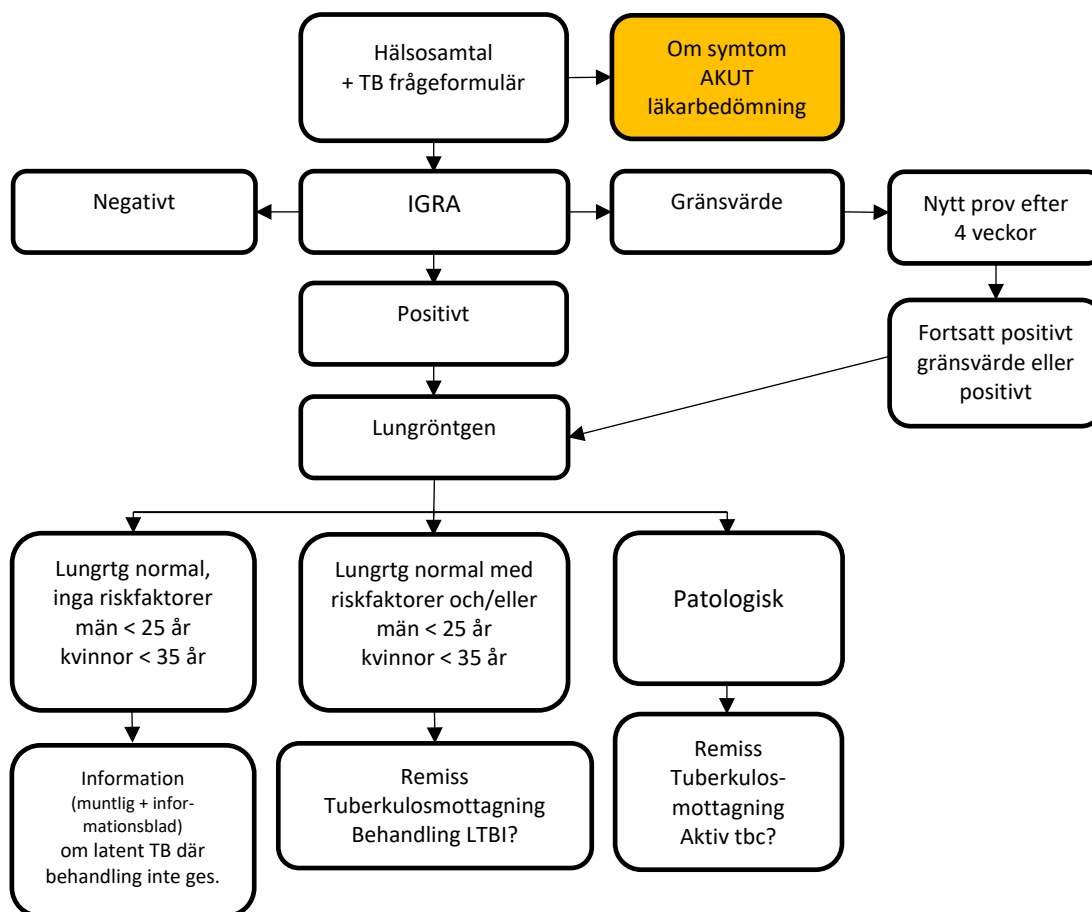 Hälsosamtal
+ TB frågeformulär
Om symtom
AKUT
läkarbedömning
Negativt
IGRA
Gränsvärde
Nytt prov efter
4 veckor
Positivt
Fortsatt positivt
gränsvärde eller
positivt
Lungröntgen
Lungrtg normal,
inga riskfaktorer
män < 25 år
kvinnor < 35 år
Lungrtg normal med
riskfaktorer och/eller
män < 25 år
kvinnor < 35 år
Patologisk
Information
(muntlig + infor-
mationsblad)
om latent TB där
behandling inte ges.
Remiss
Tuberkulosmottagning
Behandling LTBI?
Remiss
Tuberkulos-
mottagning
Aktiv tbc?